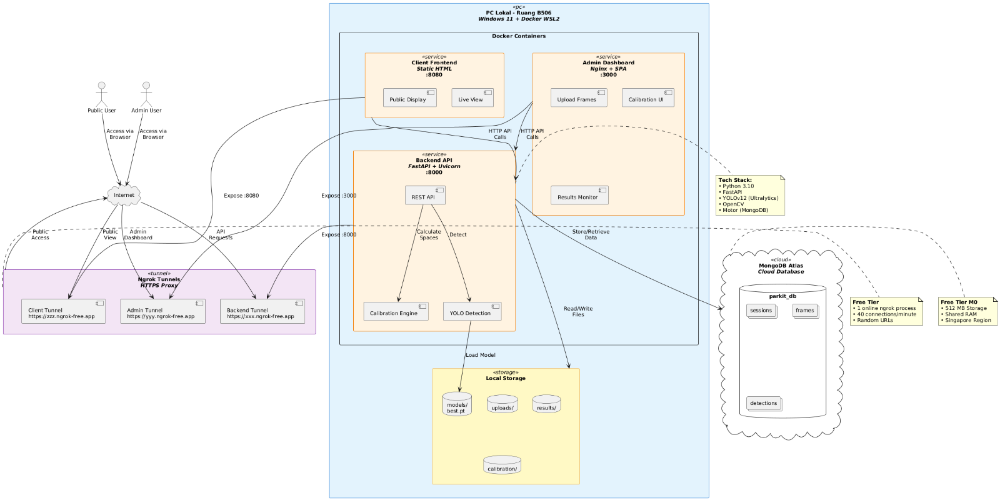 «pc»
PC Lokal - Ruang B506
Windows 11 + Docker WSL2
Docker Containers
«service»
Client Frontend
Static HTML
:8080
Public Display
Live View
«service»
Admin Dashboard
Nginx + SPA
:3000
Upload Frames
Calibration UI
Results Monitor
Public User
Admin User
Access via
Browser
Access via
Browser
Internet
HTTP API
Calls
HTTP API
Calls
«service»
Backend API
FastAPI + Uvicorn
:8000
REST API
Calculate
Spaces
Detect
Calibration Engine
YOLO Detection
Expose :8080
Expose :3000
Expose :8000
Public
Access
Public
View
Admin
Dashboard
API
Requests
«tunnel»
Ngrok Tunnels
HTTPS Proxy
Client Tunnel
https://zzz.ngrok-free.app
Admin Tunnel
https://yyy.ngrok-free.app
Backend Tunnel
https://xxx.ngrok-free.app
Store/Retrieve
Data
Read/Write
Files
Load Model
«storage»
Local Storage
models/
best.pt
uploads/
results/
calibration/
Tech Stack:
• Python 3.10
• FastAPI
• YOLOv12 (Ultralytics)
• OpenCV
• Motor (MongoDB)
«cloud»
MongoDB Atlas
Cloud Database
parkit_db
sessions
frames
detections
Free Tier
• 1 online ngrok process
• 40 connections/minute
• Random URLs
Free Tier M0
• 512 MB Storage
• Shared RAM
• Singapore Region